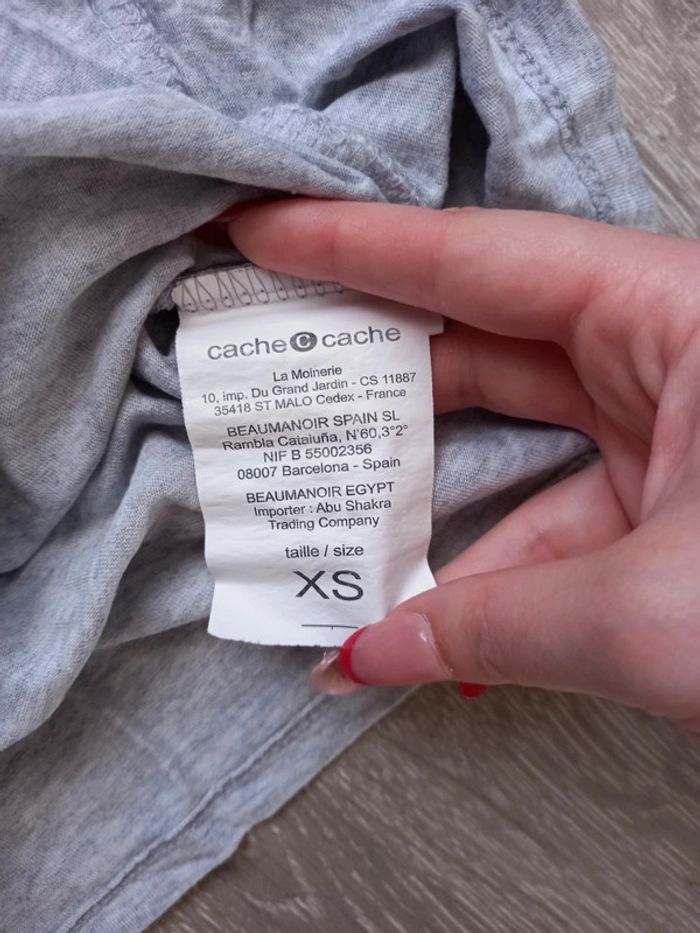 cache C cache
La Moinerie
10, imp. Du Grand Jardin - CS 11887
35418 ST MALO Cedex - France
BEAUMANOIR SPAIN SL
Rambla Cataiuña, N'60,3°2°
NIF B 55002356
08007 Barcelona - Spain
BEAUMANOIR EGYPT
Importer : Abu Shakra
Trading Company
taille / size
XS